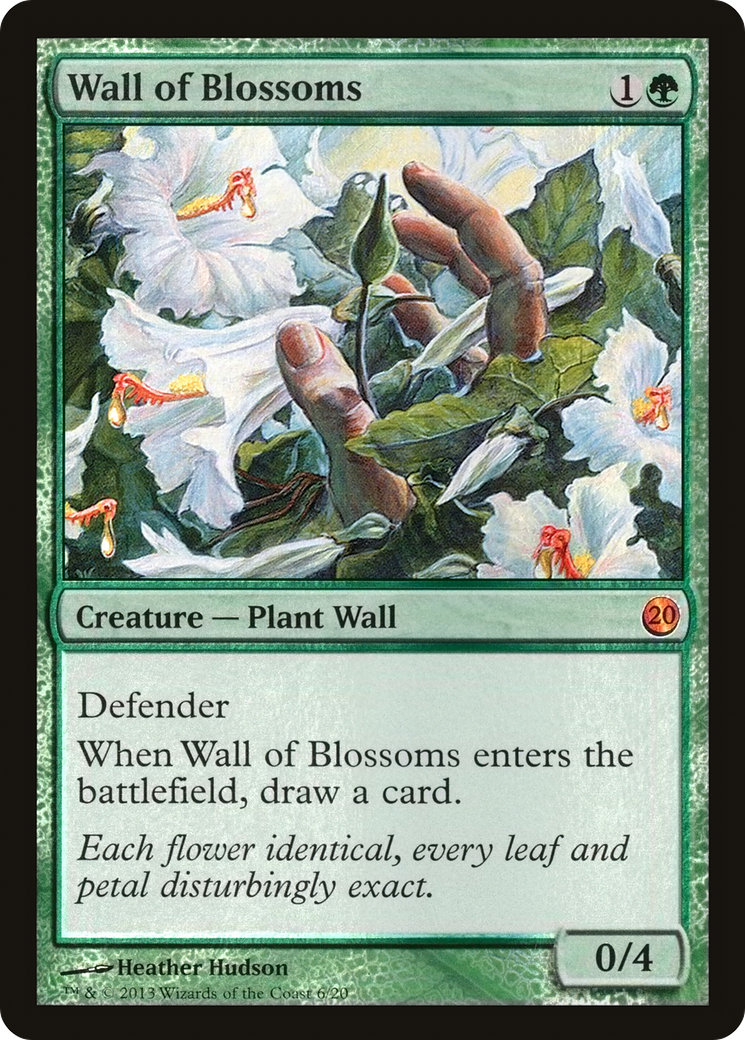 Wall of Blossoms 1
Creature — Plant Wall 20
Defender
When Wall of Blossoms enters the
battlefield, draw a card.
Each flower identical, every leaf and
petal disturbingly exact.
0/4
Heather Hudson
™ & © 2013 Wizards of the Coast 6/20